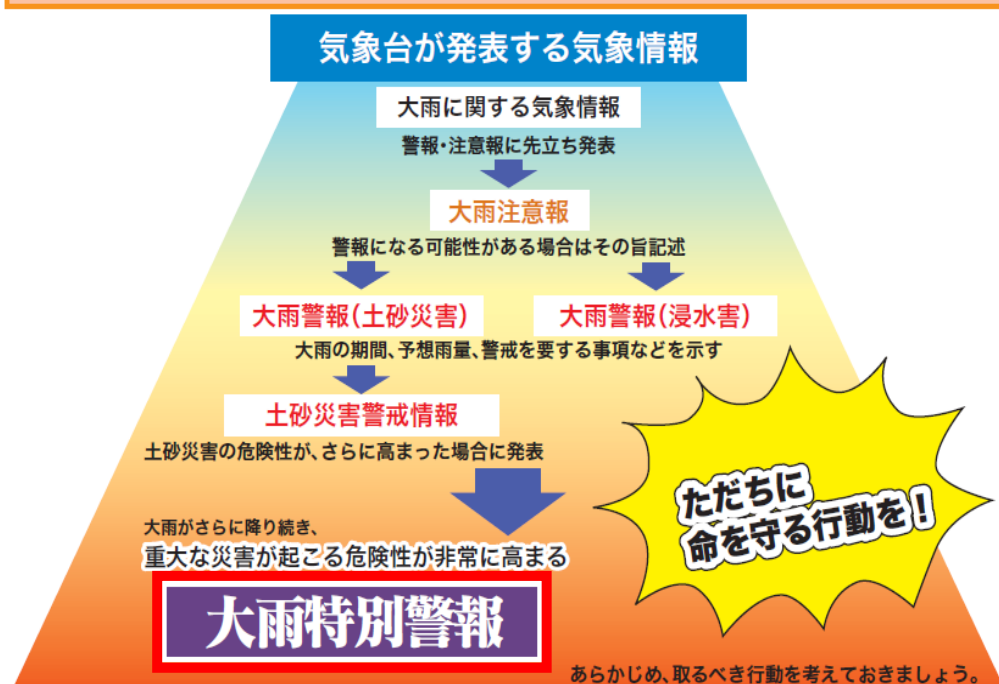 気象台が発表する気象情報
大雨に関する気象情報
警報・注意報に先立ち発表
大雨注意報
警報になる可能性がある場合はその旨記述
大雨警報(土砂災害)
大雨警報(浸水害)
大雨の期間、予想雨量、警戒を要する事項などを示す
土砂災害警戒情報
土砂災害の危険性が、さらに高まった場合に発表
大雨がさらに降り続き、
重大な災害が起こる危険性が非常に高まる
大雨特別警報
ただちに
命を守る行動を!
あらかじめ、取るべき行動を考えておきましょう。